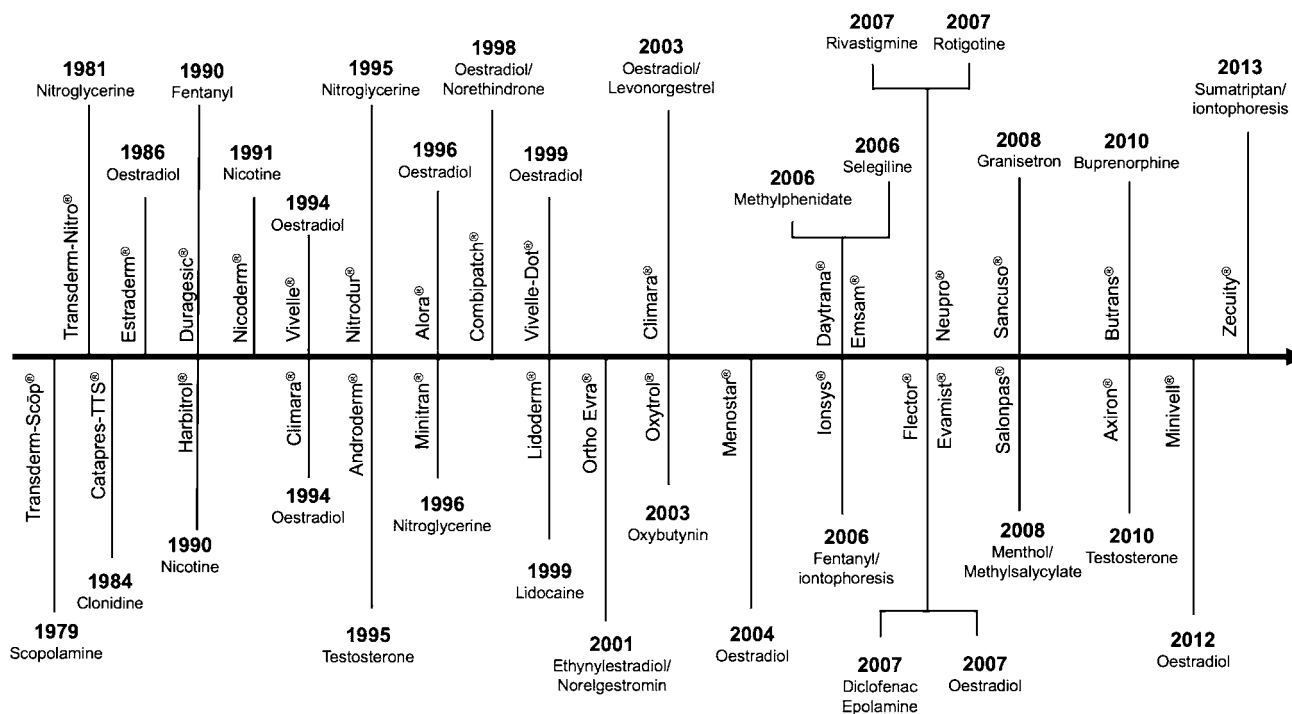 2007
Rivastigmine
2007
Rotigotine
1981
Nitroglycerine
1990
Fentanyl
1995
Nitroglycerine
1998
Oestradiol/
Norethindrone
2003
Oestradiol/
Levonorgestrel
2013
Sumatriptan/
iontophoresis
1986
Oestradiol
1991
Nicotine
1994
Oestradiol
1996
Oestradiol
1999
Oestradiol
2006
Methylphenidate
2006
Selegiline
2008
Granisetron
2010
Buprenorphine
Transderm-Nitro®
Estraderm®
Duragesic®
Nicoderm®
Vivelle®
Nitrodur®
Alora®
Combipatch®
Vivelle-Dot®
Climara®
Daytrana®
Emsam®
Neupro®
Sancuso®
Butrans®
Zecuity®
Transderm-Scōp®
Catapres-TTS®
Harbitrol®
Climara®
Androderm®
Minitran®
Lidoderm®
Ortho Evra®
Oxytrol®
Menostar®
Ionsys®
Flector®
Evamist®
Salonpas®
Axiron®
Minivell®
1979
Scopolamine
1984
Clonidine
1990
Nicotine
1994
Oestradiol
1995
Testosterone
1996
Nitroglycerine
1999
Lidocaine
2001
Ethynylestradiol/
Norelgestromin
2003
Oxybutynin
2004
Oestradiol
2006
Fentanyl/
iontophoresis
2007
Diclofenac
Epolamine
2007
Oestradiol
2008
Menthol/
Methylsalycylate
2010
Testosterone
2012
Oestradiol